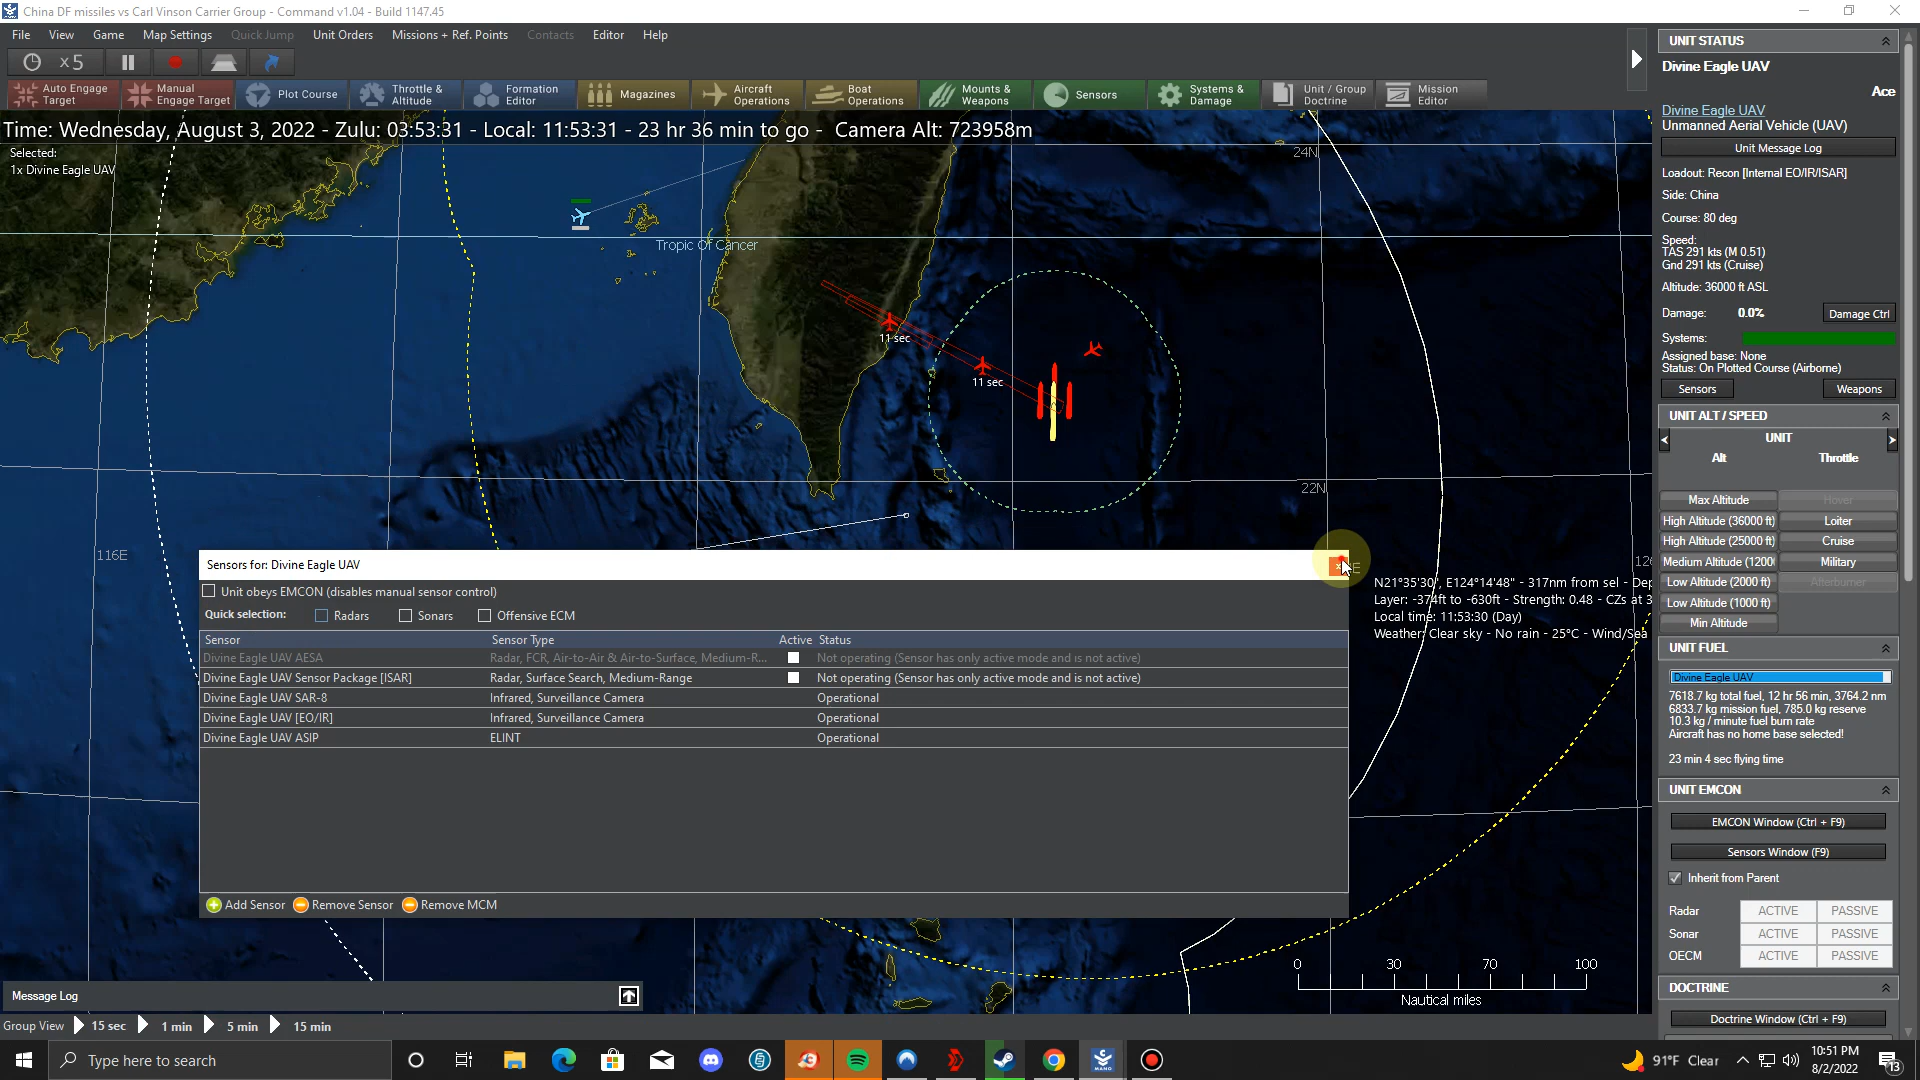 China DF missiles vs Carl Vinson Carrier Group - Command v1.04 - Build 1147.45
File View Game Map Settings Quick Jump Unit Orders Missions + Ref. Points Contacts Editor Help
x 5
Auto Engage Target
Manual Engage Target
Plot Course
Throttle & Altitude
Formation Editor
Magazines
Aircraft Operations
Boat Operations
Mounts & Weapons
Sensors
Systems & Damage
Unit / Group Doctrine
Mission Editor
Time: Wednesday, August 3, 2022 - Zulu: 03:53:31 - Local: 11:53:31 - 23 hr 36 min to go - Camera Alt: 723958m
Selected:
1x Divine Eagle UAV
24N
Tropic Of Cancer
11 sec
11 sec
22N
116E
N21°35'30", E124°14'48" - 317nm from sel - Dep
Layer: -374ft to -630ft - Strength: 0.48 - CZs at 3
Local time: 11:53:30 (Day)
Weather: Clear sky - No rain - 25°C - Wind/Sea
Sensors for: Divine Eagle UAV
Unit obeys EMCON (disables manual sensor control)
Quick selection: Radars Sonars Offensive ECM
Sensor Sensor Type Active Status
Divine Eagle UAV AESA Radar, FCR, Air-to-Air & Air-to-Surface, Medium-R... Not operating (Sensor has only active mode and is not active)
Divine Eagle UAV Sensor Package [ISAR] Radar, Surface Search, Medium-Range Not operating (Sensor has only active mode and is not active)
Divine Eagle UAV SAR-8 Infrared, Surveillance Camera Operational
Divine Eagle UAV [EO/IR] Infrared, Surveillance Camera Operational
Divine Eagle UAV ASIP ELINT Operational
Add Sensor Remove Sensor Remove MCM
0 30 70 100
Nautical miles
Message Log
Group View 15 sec 1 min 5 min 15 min
UNIT STATUS
Divine Eagle UAV
Ace
Divine Eagle UAV
Unmanned Aerial Vehicle (UAV)
Unit Message Log
Loadout: Recon [Internal EO/IR/ISAR]
Side: China
Course: 80 deg
Speed:
TAS 291 kts (M 0.51)
Gnd 291 kts (Cruise)
Altitude: 36000 ft ASL
Damage: 0.0% Damage Ctrl
Systems:
Assigned base: None
Status: On Plotted Course (Airborne)
Sensors Weapons
UNIT ALT / SPEED
UNIT
Alt Throttle
Max Altitude Hover
High Altitude (36000 ft) Loiter
High Altitude (25000 ft) Cruise
Medium Altitude (1200 Military
Low Altitude (2000 ft) Afterburner
Low Altitude (1000 ft)
Min Altitude
UNIT FUEL
Divine Eagle UAV
7618.7 kg total fuel, 12 hr 56 min, 3764.2 nm
6833.7 kg mission fuel, 785.0 kg reserve
10.3 kg / minute fuel burn rate
Aircraft has no home base selected!
23 min 4 sec flying time
UNIT EMCON
EMCON Window (Ctrl + F9)
Sensors Window (F9)
Inherit from Parent
Radar ACTIVE PASSIVE
Sonar ACTIVE PASSIVE
OECM ACTIVE PASSIVE
DOCTRINE
Doctrine Window (Ctrl + F9)
Type here to search
91°F Clear
10:51 PM
8/2/2022
13